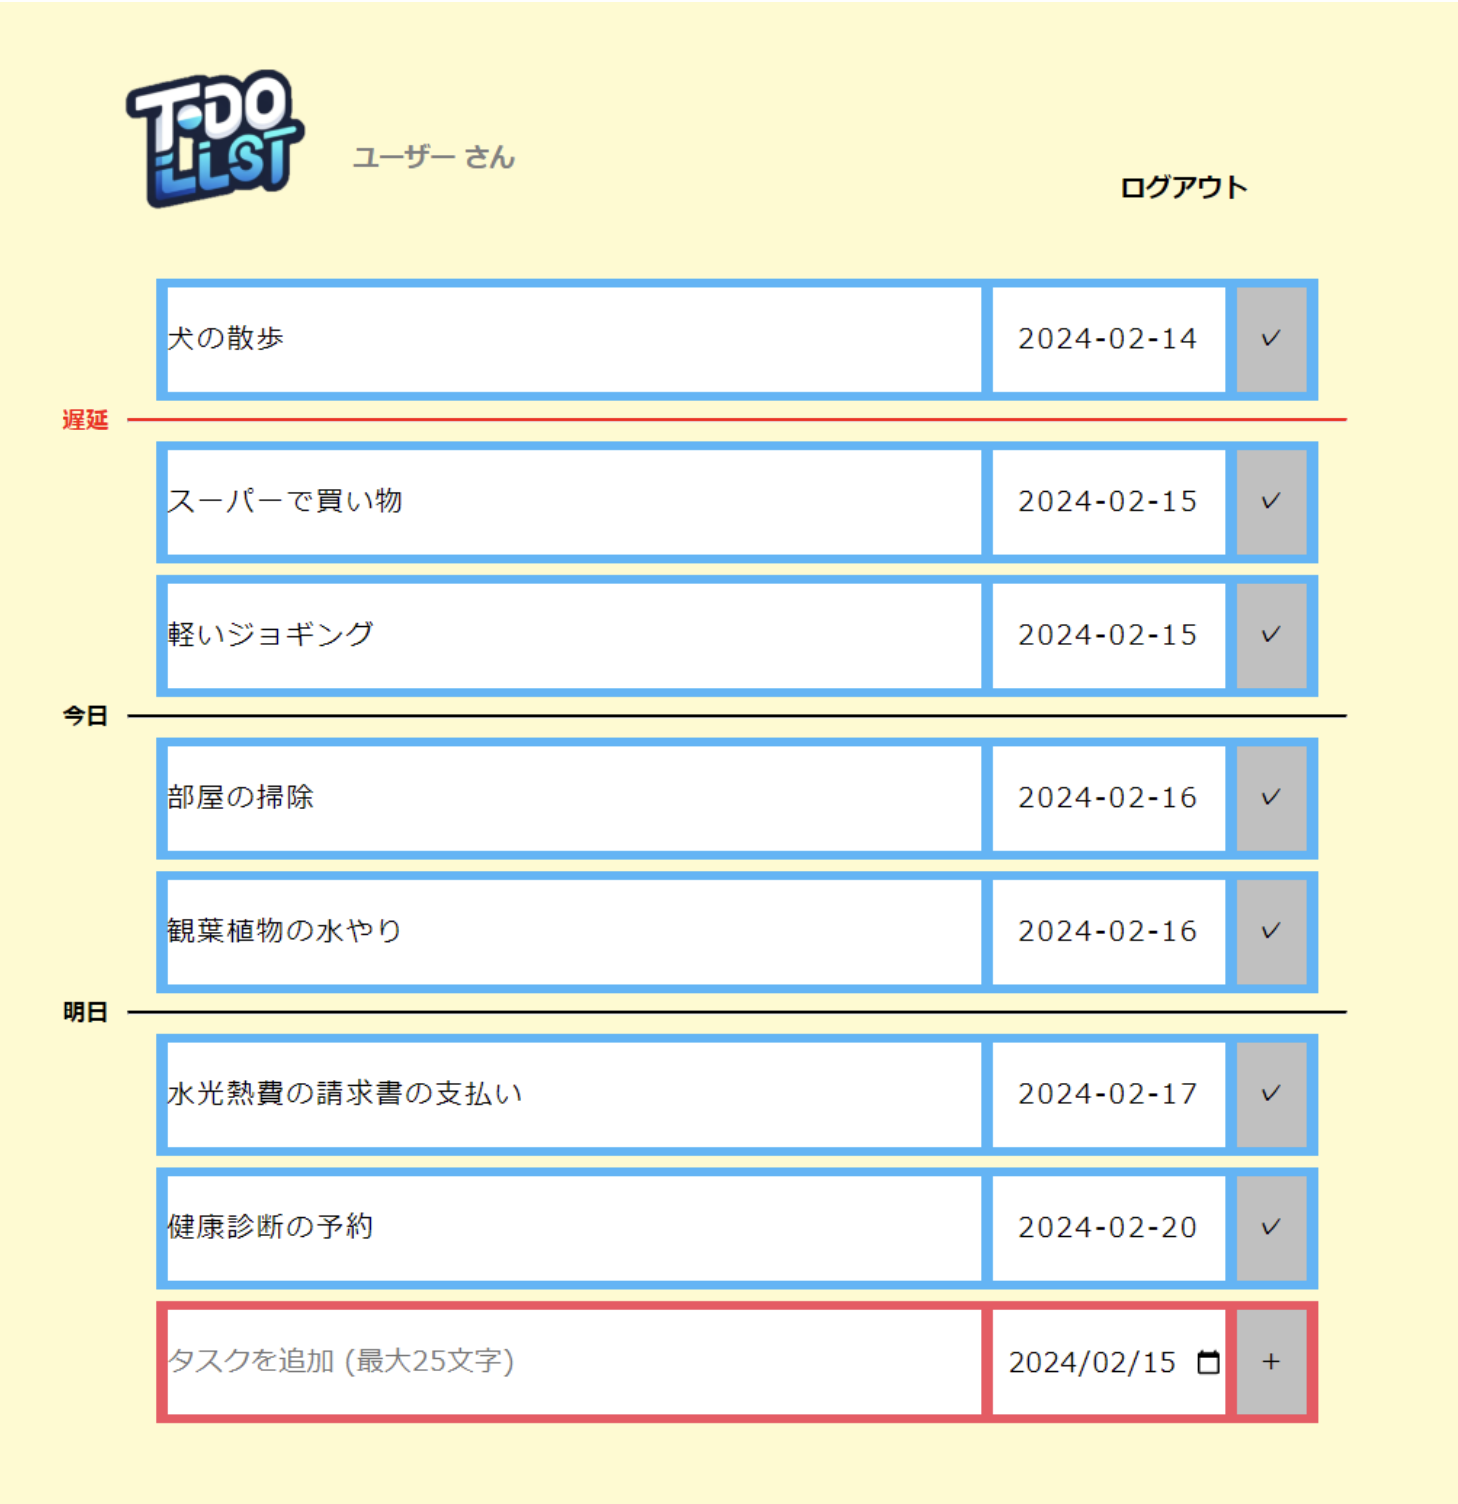 TODO
LIST
ユーザー さん
ログアウト
犬の散歩 2024-02-14 ✓
遅延
スーパーで買い物 2024-02-15 ✓
軽いジョギング 2024-02-15 ✓
今日
部屋の掃除 2024-02-16 ✓
観葉植物の水やり 2024-02-16 ✓
明日
水光熱費の請求書の支払い 2024-02-17 ✓
健康診断の予約 2024-02-20 ✓
タスクを追加 (最大25文字) 2024/02/15 +